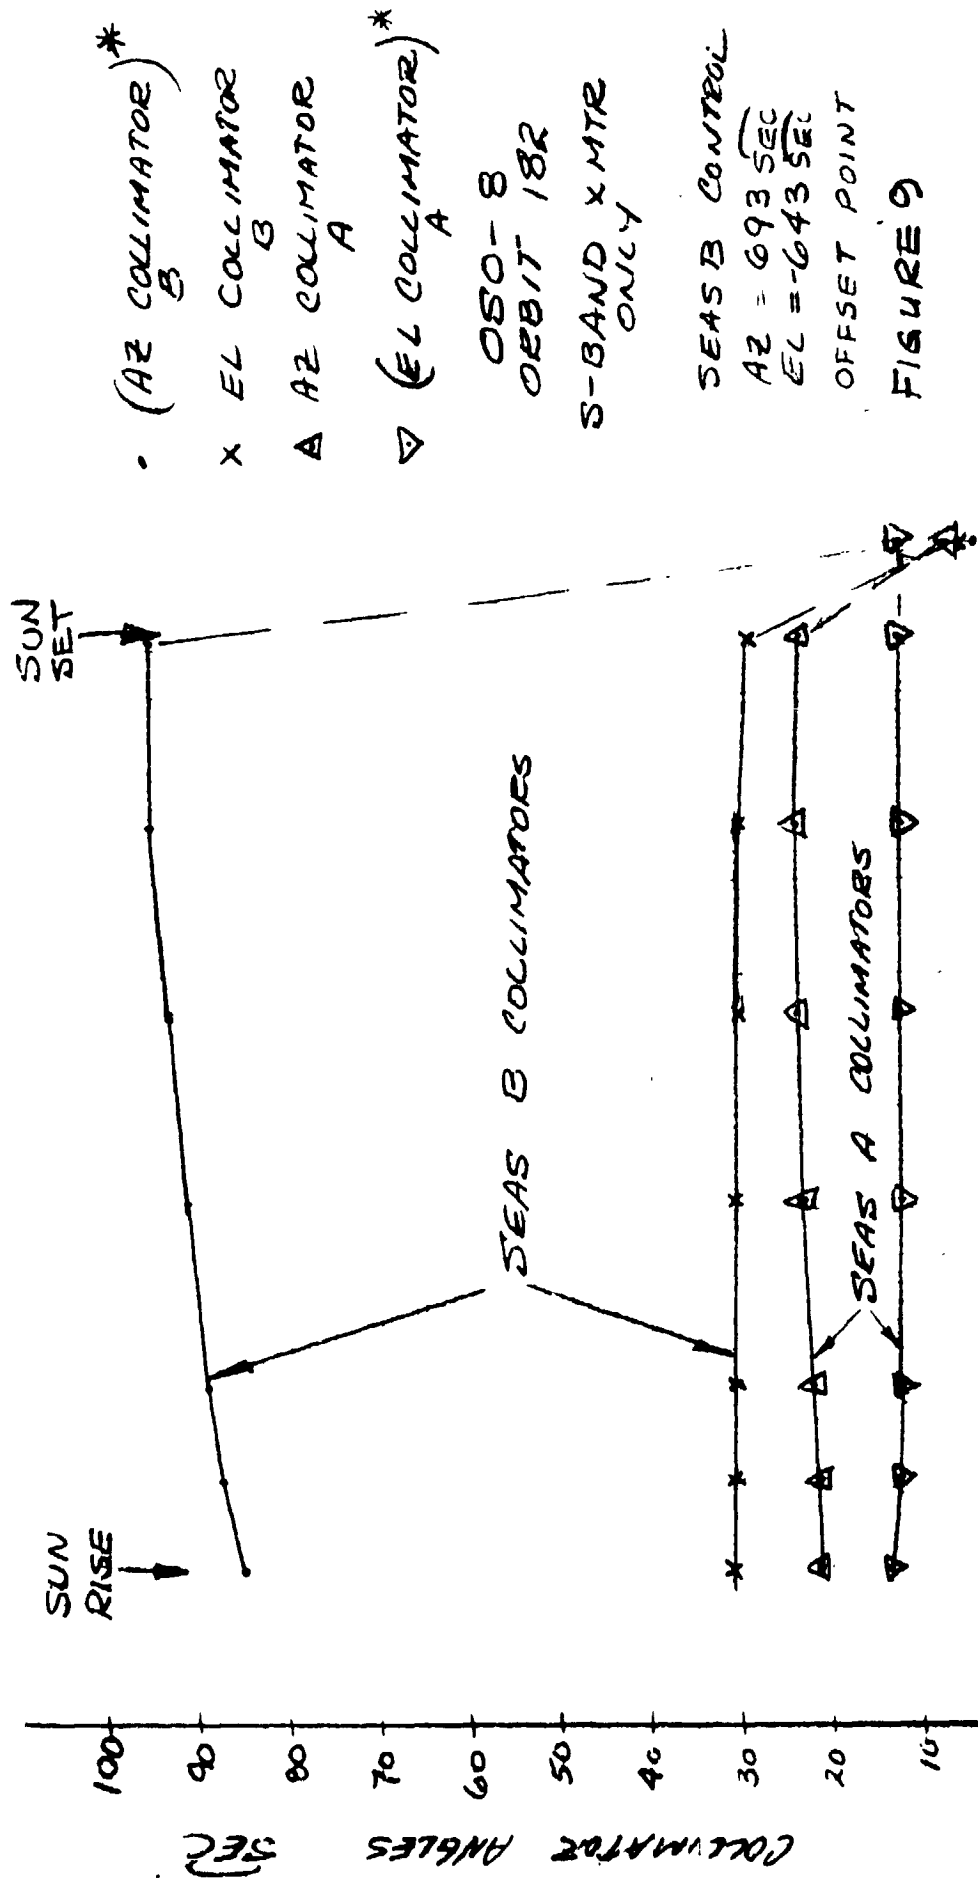 COLLIMATOR ANGLES SEC
100
90
80
70
60
50
40
30
20
10
SUN
RISE
SUN
SET
SEAS B COLLIMATORS
SEAS A COLLIMATORS
• (AZ COLLIMATOR)*
B
X EL COLLIMATOR
B
△ AZ COLLIMATOR
A
▽ (EL COLLIMATOR)*
A
OSO-8
ORBIT 182
S-BAND XMTR
ONLY
SEAS B CONTROL
AZ = 693 SEC
EL = -643 SEC
OFFSET POINT
FIGURE 9